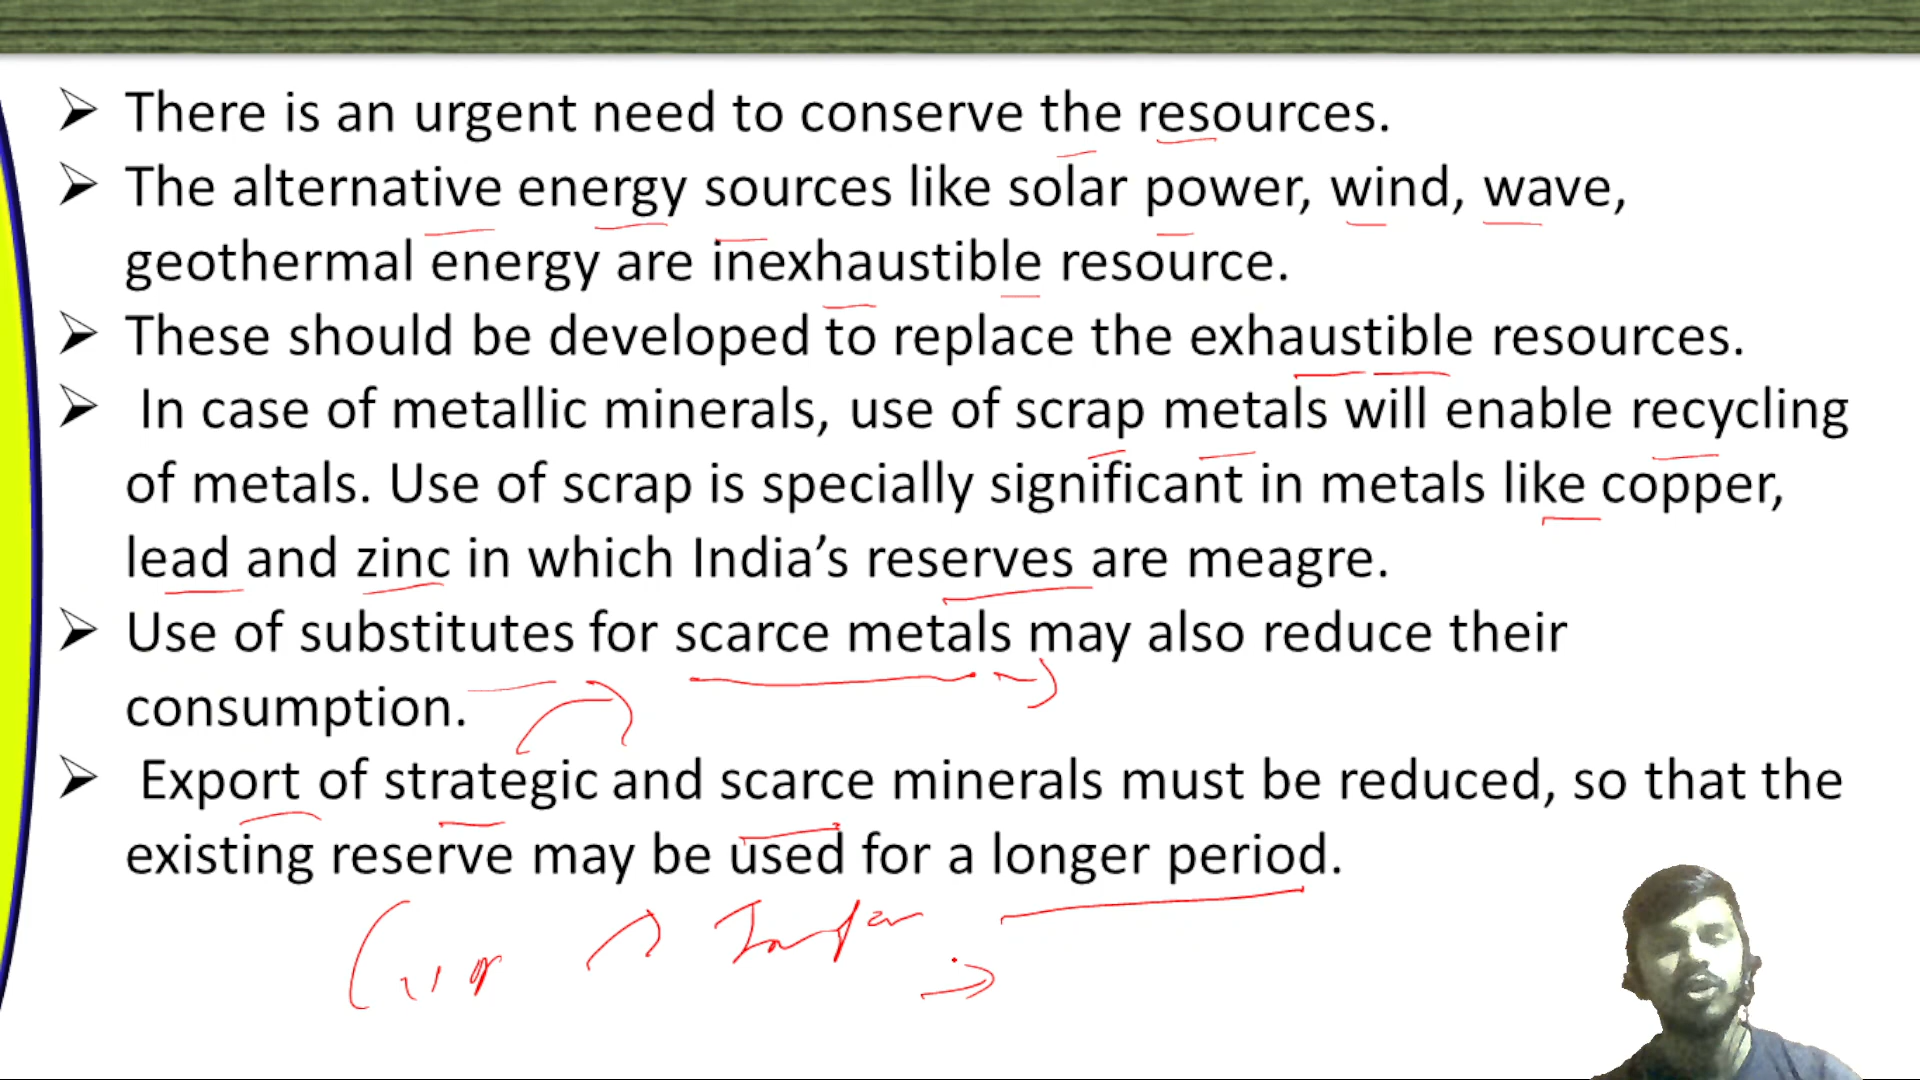 ➢ There is an urgent need to conserve the resources.
➢ The alternative energy sources like solar power, wind, wave,
geothermal energy are inexhaustible resource.
➢ These should be developed to replace the exhaustible resources.
➢ In case of metallic minerals, use of scrap metals will enable recycling
of metals. Use of scrap is specially significant in metals like copper,
lead and zinc in which India’s reserves are meagre.
➢ Use of substitutes for scarce metals may also reduce their
consumption.
➢ Export of strategic and scarce minerals must be reduced, so that the
existing reserve may be used for a longer period.